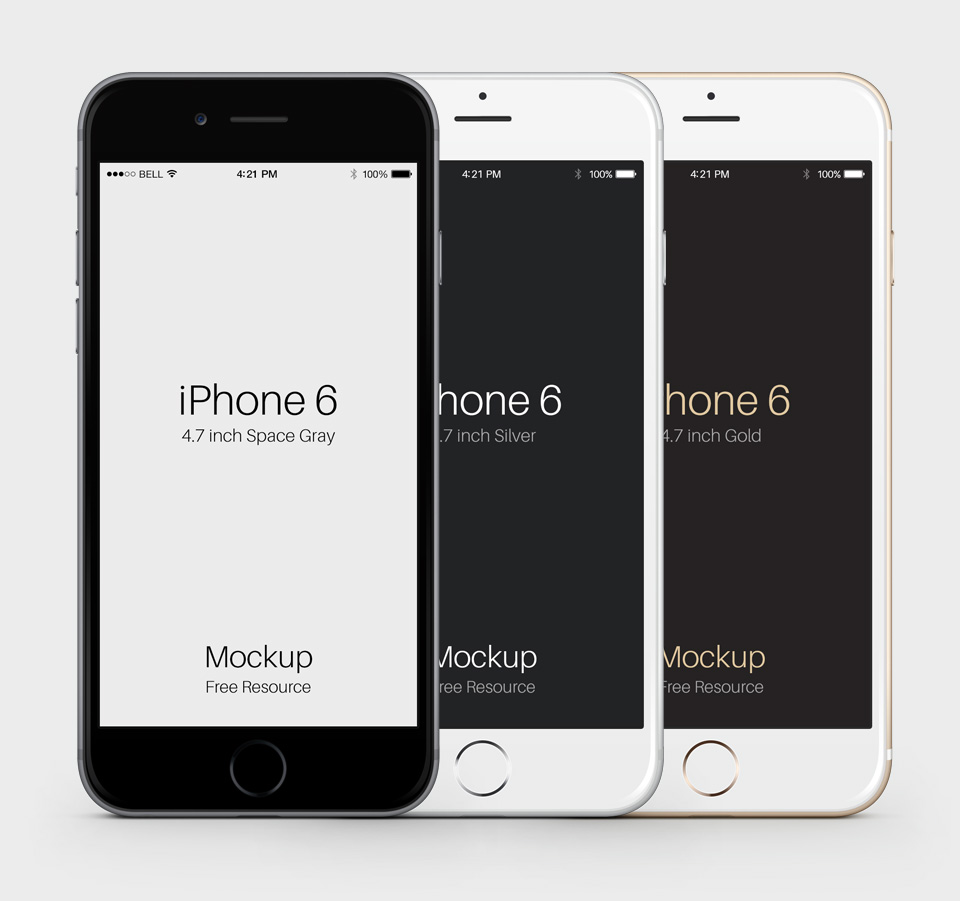 BELL 4:21 PM 100%
iPhone 6
4.7 inch Space Gray
Mockup
Free Resource
4:21 PM 100%
hone 6
.7 inch Silver
Mockup
ree Resource
4:21 PM 100%
hone 6
4.7 inch Gold
Mockup
Free Resource